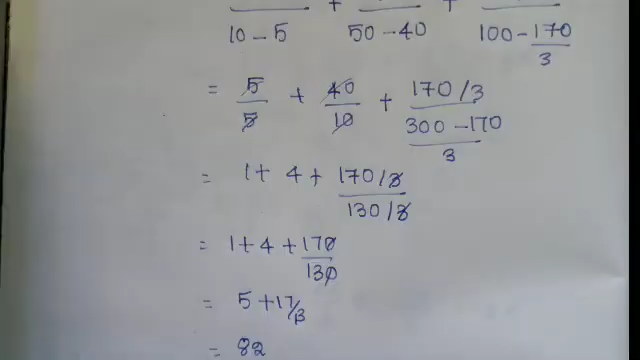 10 - 5 + 50 - 40 + 100 - 170/3
= 5/5 + 40/10 + (170/3)/((300 - 170)/3)
= 1 + 4 + (170/3)/(130/3)
= 1 + 4 + 170/130
= 5 + 17/13
= 82